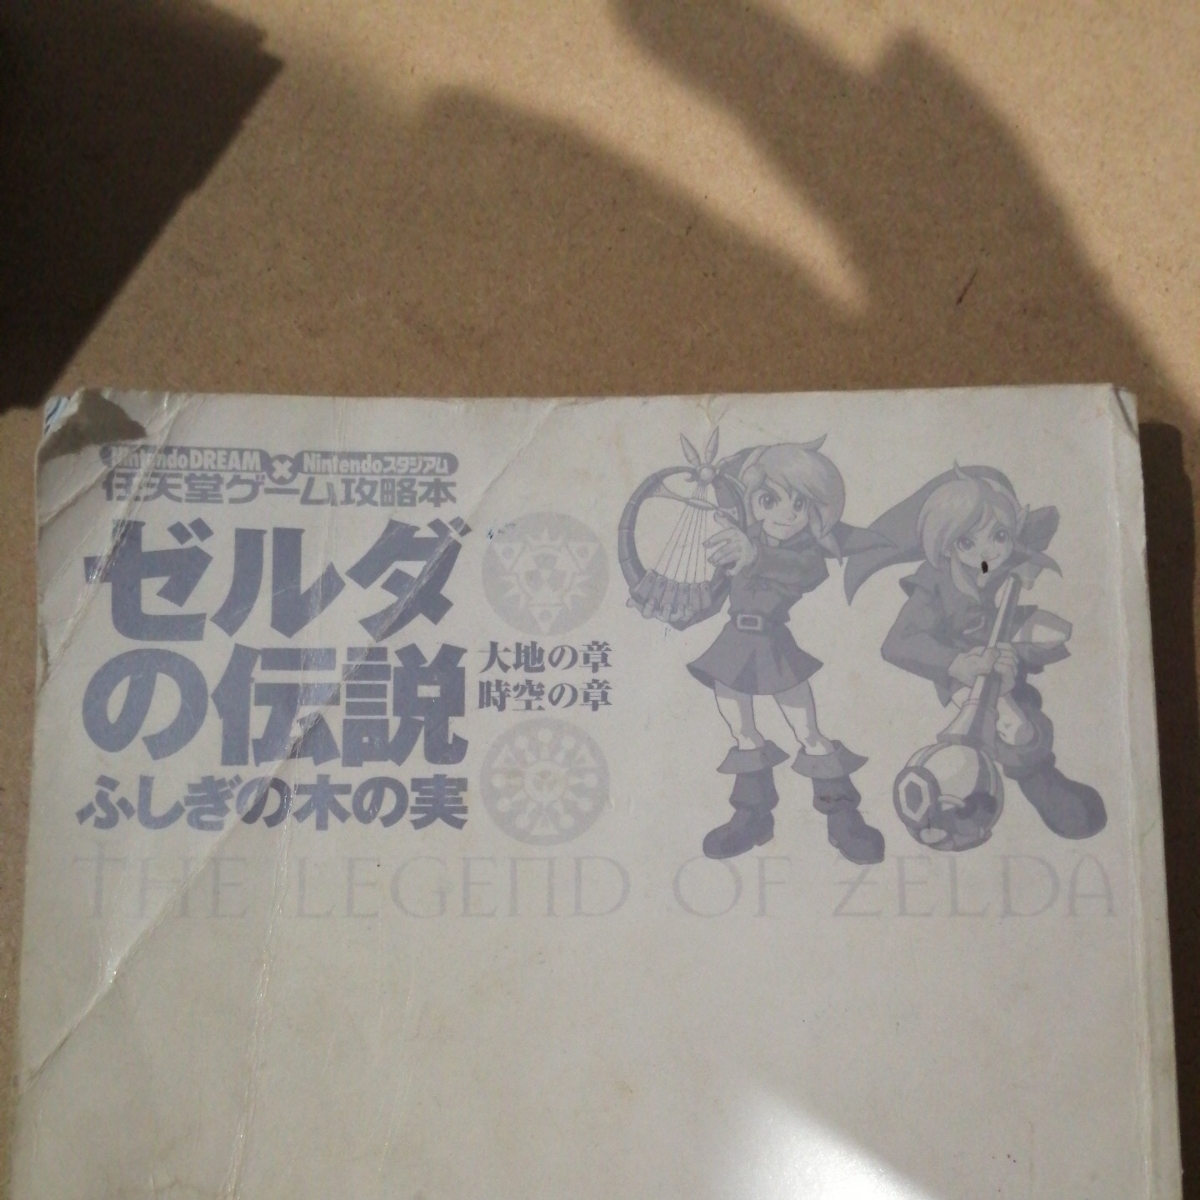 Nintendo DREAM × Nintendoスタジアム
任天堂ゲーム攻略本
ゼルダ
の伝説
大地の章
時空の章
ふしぎの木の実
THE LEGEND OF ZELDA